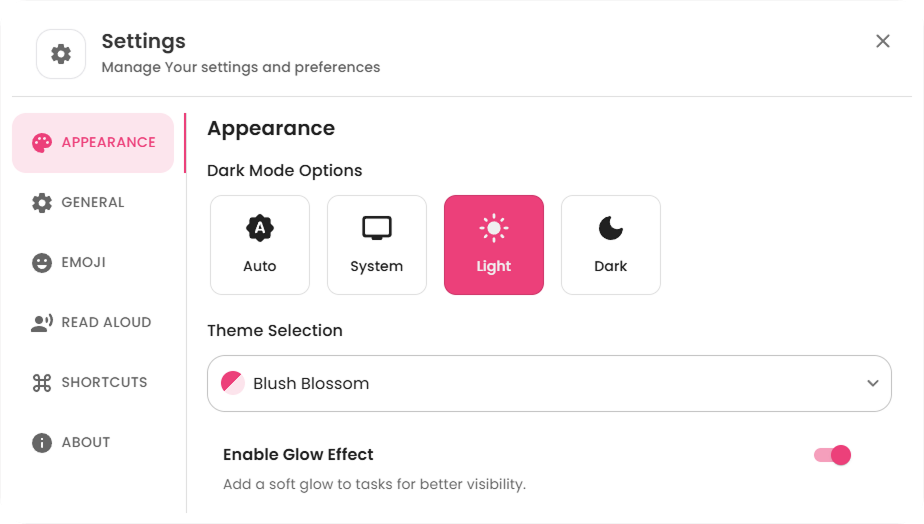 Settings
Manage Your settings and preferences
APPEARANCE
GENERAL
EMOJI
READ ALOUD
SHORTCUTS
ABOUT
Appearance
Dark Mode Options
A
Auto
System
Light
Dark
Theme Selection
Blush Blossom
Enable Glow Effect
Add a soft glow to tasks for better visibility.